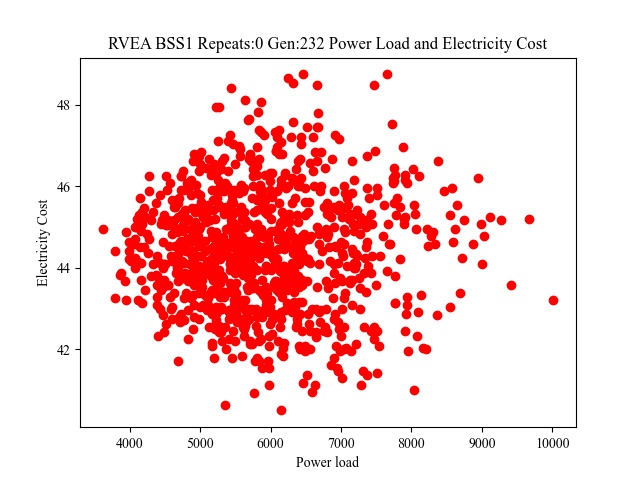 RVEA BSS1 Repeats:0 Gen:232 Power Load and Electricity Cost
48
46
44
42
Electricity Cost
4000 5000 6000 7000 8000 9000 10000
Power load